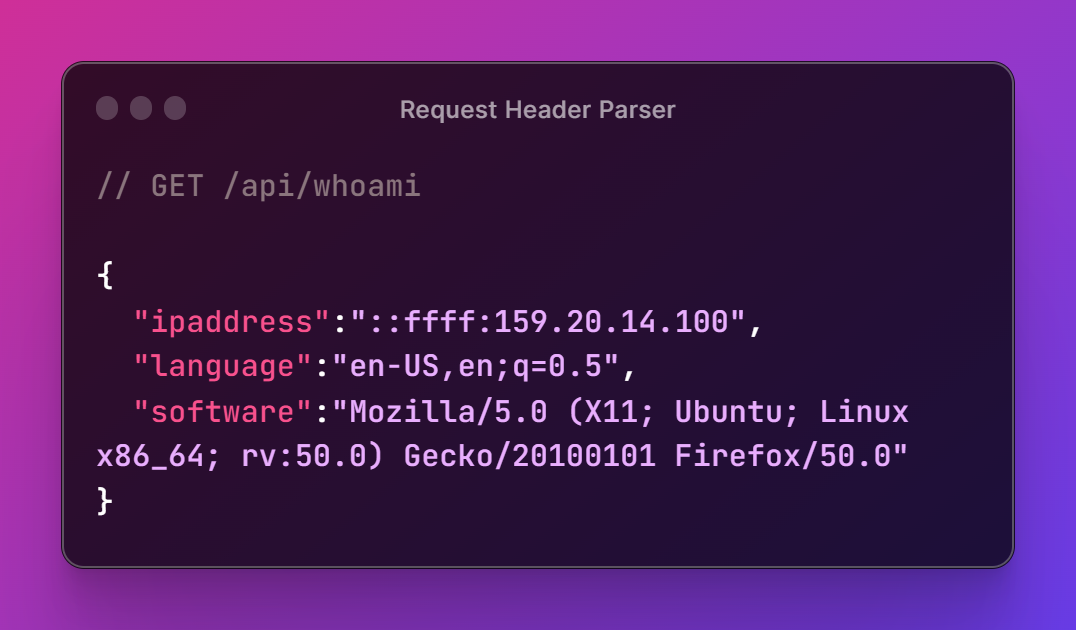 Request Header Parser
// GET /api/whoami
{
"ipaddress":"::ffff:159.20.14.100",
"language":"en-US,en;q=0.5",
"software":"Mozilla/5.0 (X11; Ubuntu; Linux
x86_64; rv:50.0) Gecko/20100101 Firefox/50.0"
}